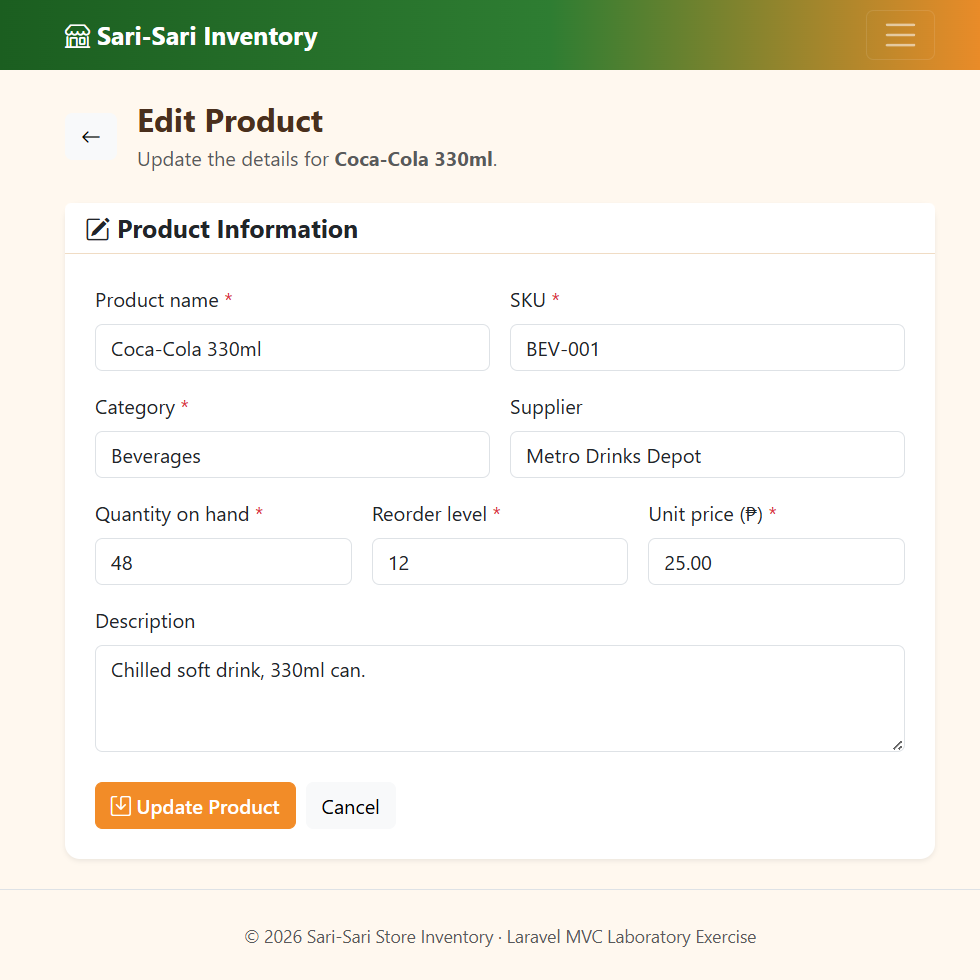 Sari-Sari Inventory
Edit Product
Update the details for Coca-Cola 330ml.
Product Information
Product name * SKU *
Coca-Cola 330ml BEV-001
Category * Supplier
Beverages Metro Drinks Depot
Quantity on hand * Reorder level * Unit price (₱) *
48 12 25.00
Description
Chilled soft drink, 330ml can.
Update Product Cancel
© 2026 Sari-Sari Store Inventory · Laravel MVC Laboratory Exercise